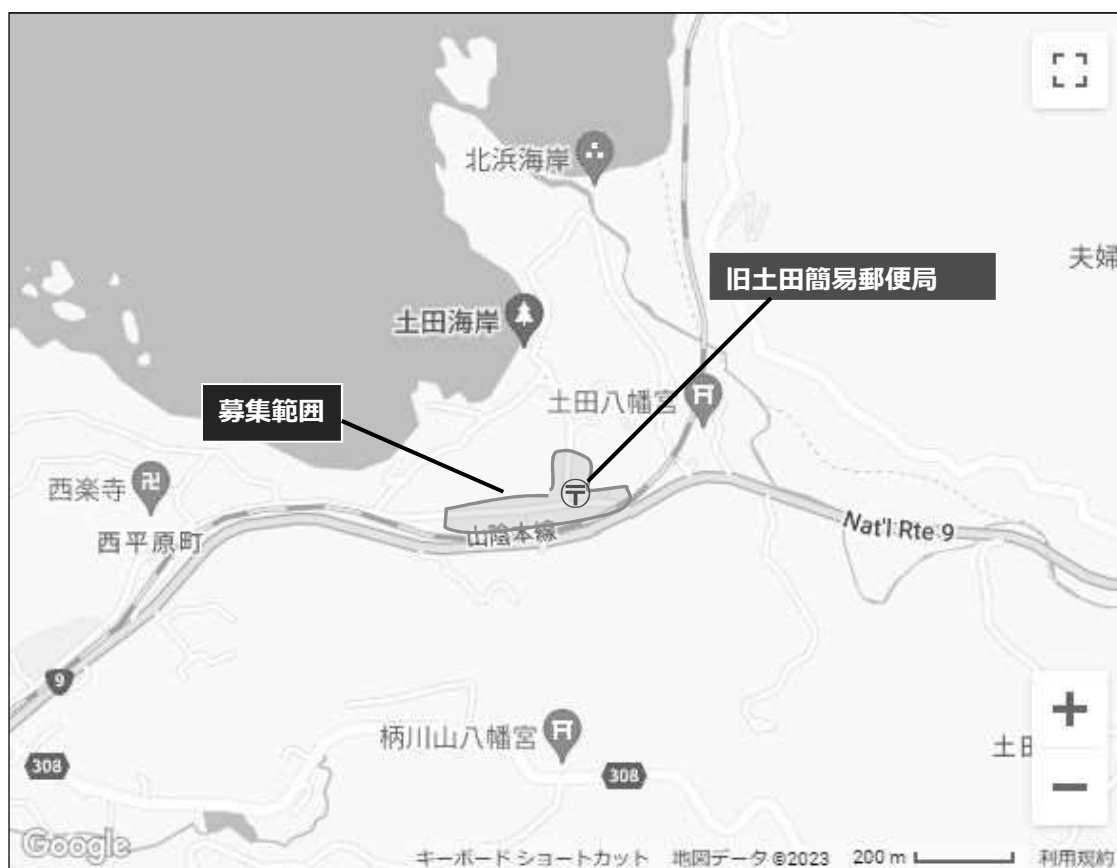 北浜海岸
夫婦
旧土田簡易郵便局
土田海岸
土田八幡宮
募集範囲
西楽寺
西平原町
山陰本線
Nat'l Rte 9
9
柄川山八幡宮
308
308
土田
Google
キーボード ショートカット 地図データ ©2023 200 m 利用規約